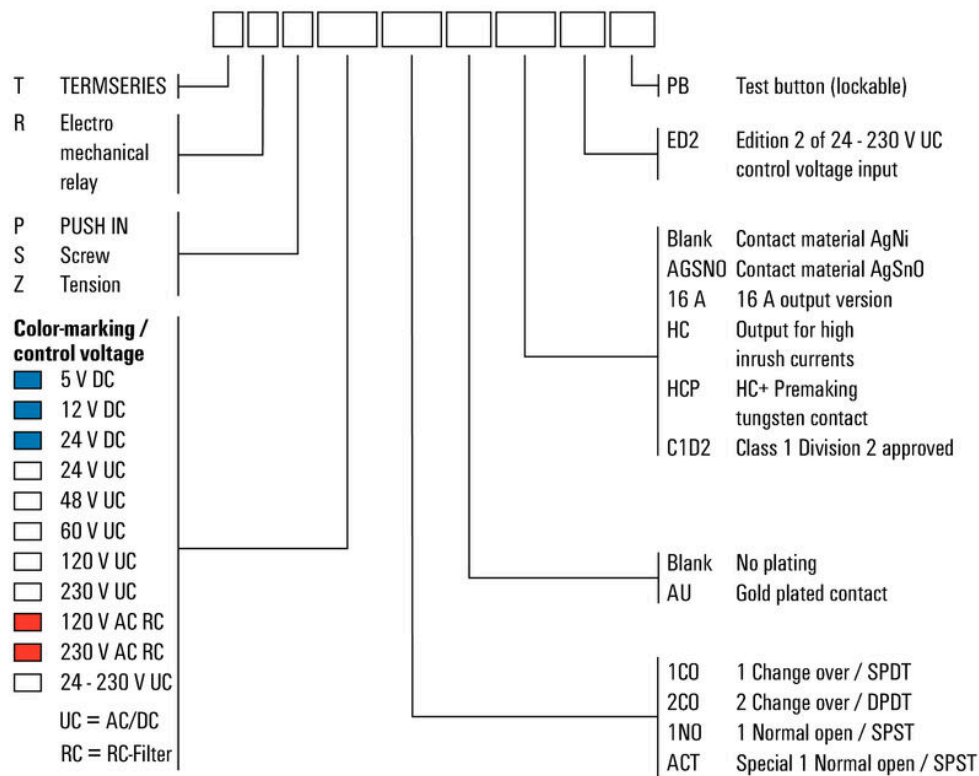 T TERMSERIES
R Electro
mechanical
relay
P PUSH IN
S Screw
Z Tension
Color-marking /
control voltage
5 V DC
12 V DC
24 V DC
24 V UC
48 V UC
60 V UC
120 V UC
230 V UC
120 V AC RC
230 V AC RC
24 - 230 V UC
UC = AC/DC
RC = RC-Filter
PB Test button (lockable)
ED2 Edition 2 of 24 - 230 V UC
control voltage input
Blank Contact material AgNi
AGSNO Contact material AgSnO
16 A 16 A output version
HC Output for high
inrush currents
HCP HC+ Premaking
tungsten contact
C1D2 Class 1 Division 2 approved
Blank No plating
AU Gold plated contact
1CO 1 Change over / SPDT
2CO 2 Change over / DPDT
1NO 1 Normal open / SPST
ACT Special 1 Normal open / SPST